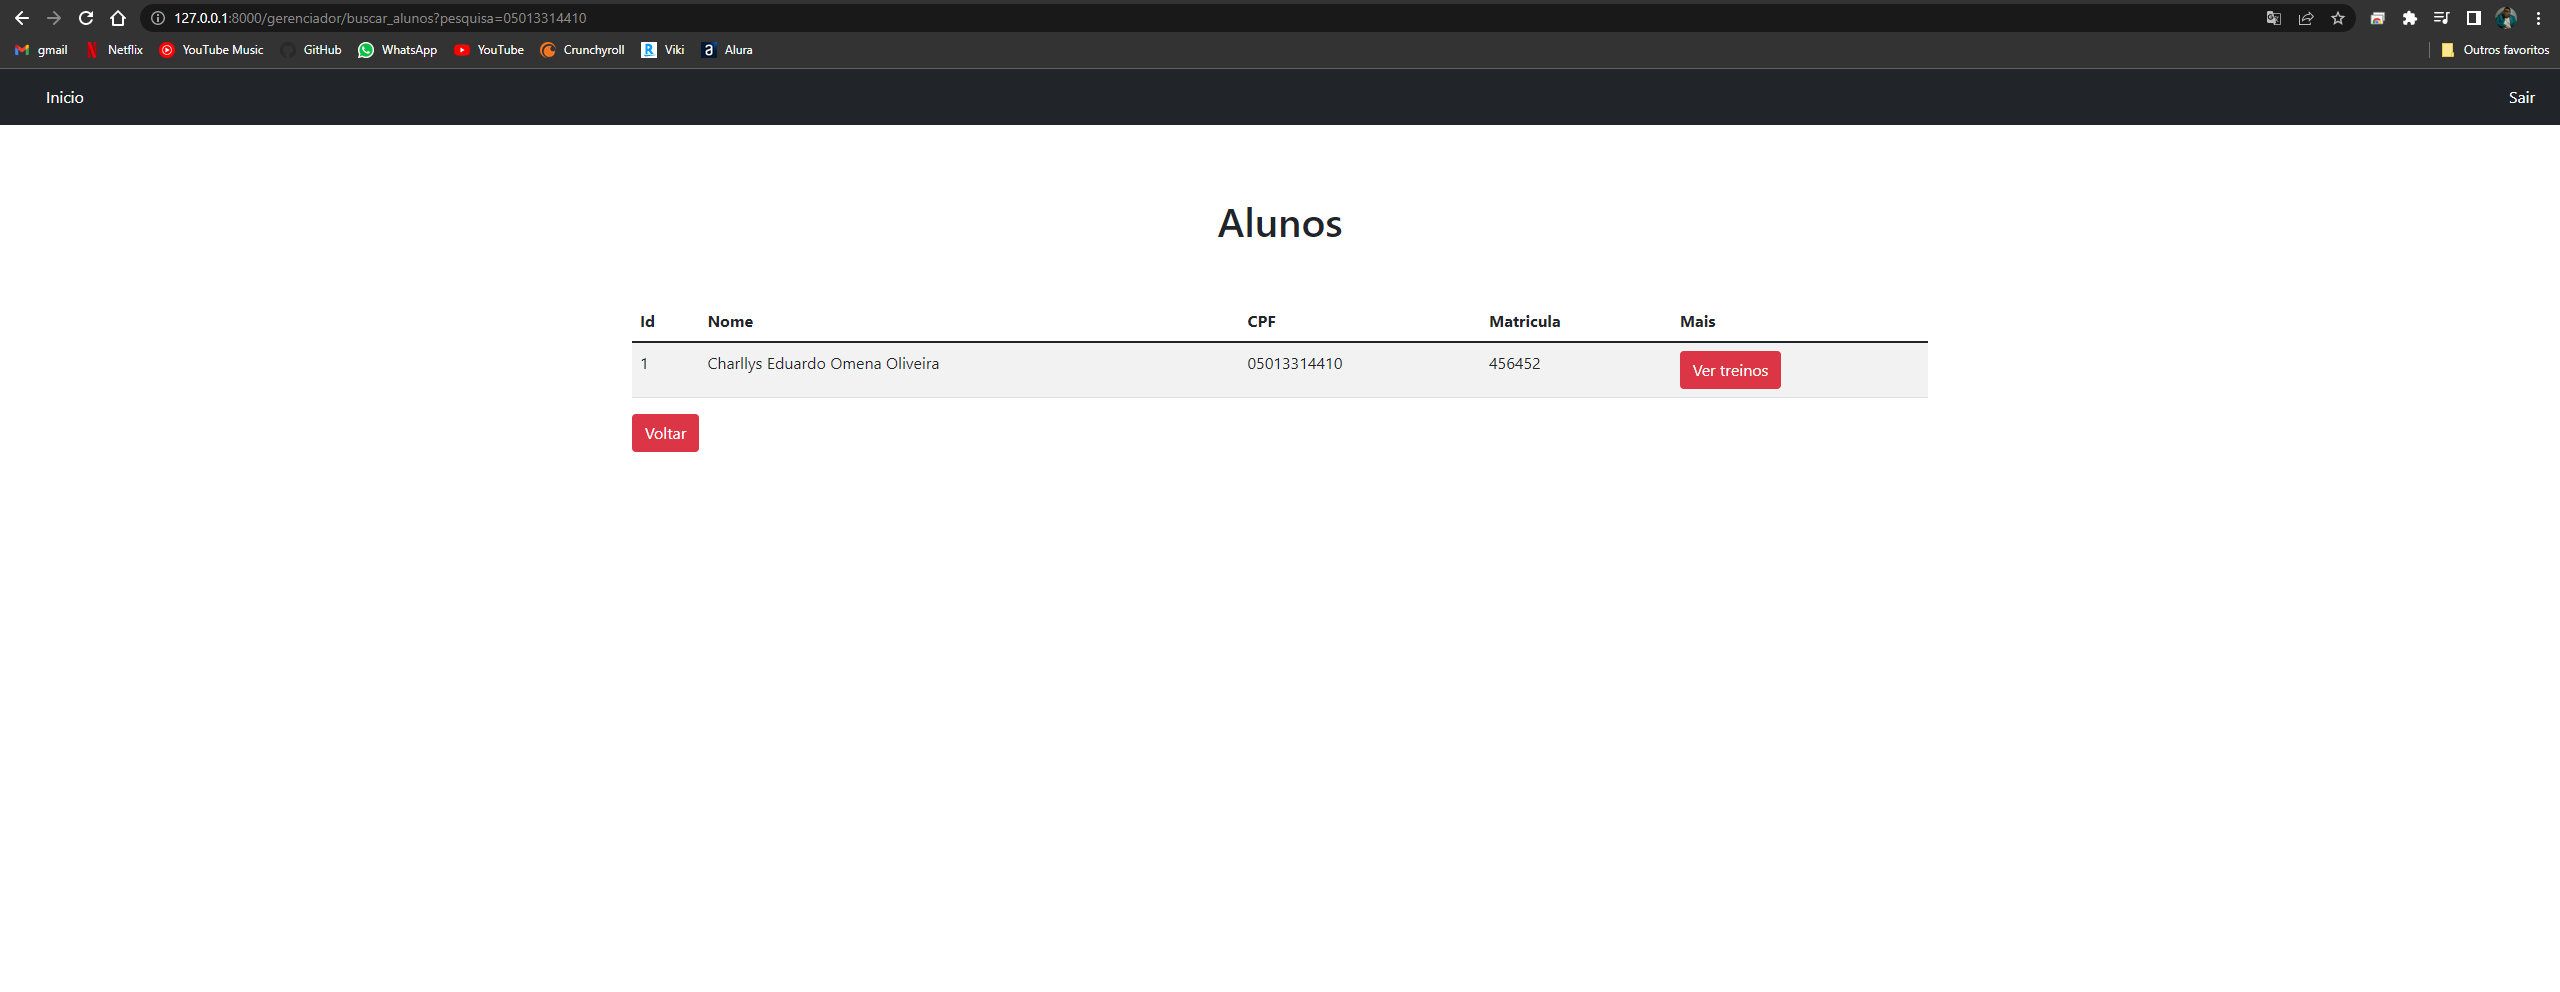 127.0.0.1:8000/gerenciador/buscar_alunos?pesquisa=05013314410
gmail Netflix YouTube Music GitHub WhatsApp YouTube Crunchyroll Viki Alura Outros favoritos
Inicio Sair
Alunos
Id Nome CPF Matricula Mais
1 Charllys Eduardo Omena Oliveira 05013314410 456452 Ver treinos
Voltar